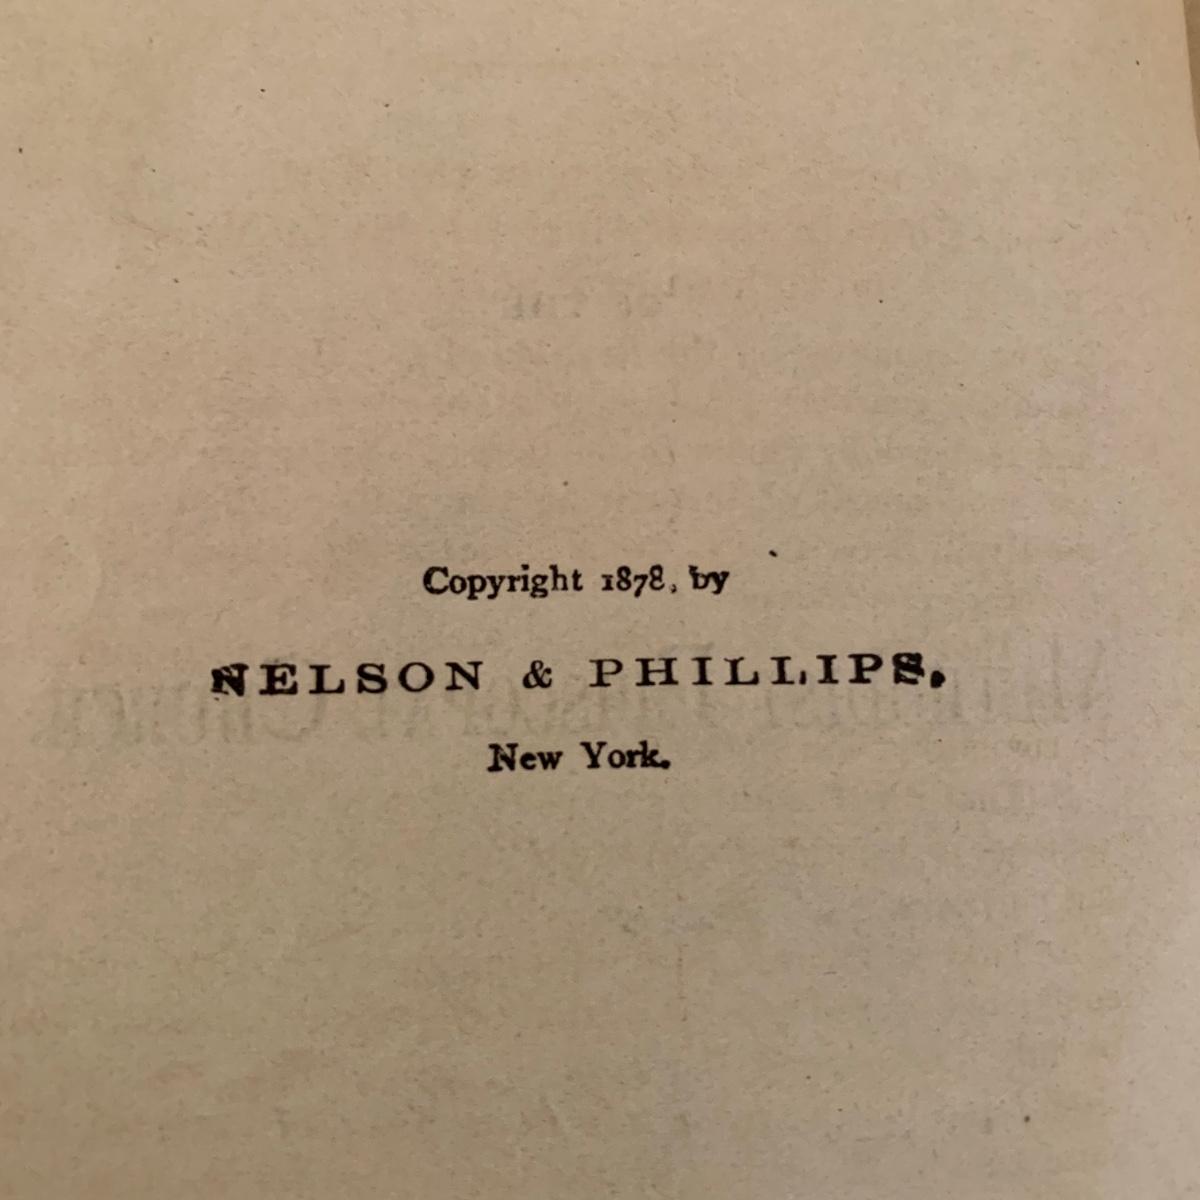 Copyright 1878, by
NELSON & PHILLIPS.
New York.